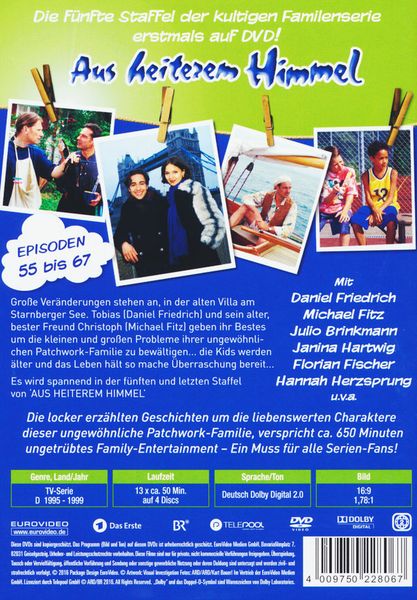 Die Fünfte Staffel der kultigen Familenserie
erstmals auf DVD!
Aus heiterem Himmel
EPISODEN
55 bis 67
Große Veränderungen stehen an, in der alten Villa am
Starnberger See. Tobias (Daniel Friedrich) und sein alter,
bester Freund Christoph (Michael Fitz) geben ihr Bestes
um die kleinen und großen Probleme ihrer ungewöhnli-
chen Patchwork-Familie zu bewältigen... die Kids werden
älter und das Leben hält so mache Überraschung bereit...
Es wird spannend in der fünften und letzten Staffel
von 'AUS HEITEREM HIMMEL'
Mit
Daniel Friedrich
Michael Fitz
Julio Brinkmann
Janina Hartwig
Florian Fischer
Hannah Herzsprung
u.v.a.
Die locker erzählten Geschichten um die liebenswerten Charaktere
dieser ungewöhnliche Patchwork-Familie, verspricht ca. 650 Minuten
ungetrübtes Family-Entertainment – Ein Muss für alle Serien-Fans!
Genre, Land/Jahr
TV-Serie
D 1995 - 1999
Laufzeit
13 x ca. 50 Min.
auf 4 Discs
Sprache/Ton
Deutsch Dolby Digital 2.0
Bild
16:9
1,78:1
EUROVIDEO
www.eurovideo.de
Das Erste
BR
TELEPOOL
DVD
VIDEO
DOLBY
DIGITAL
4 009750 228067